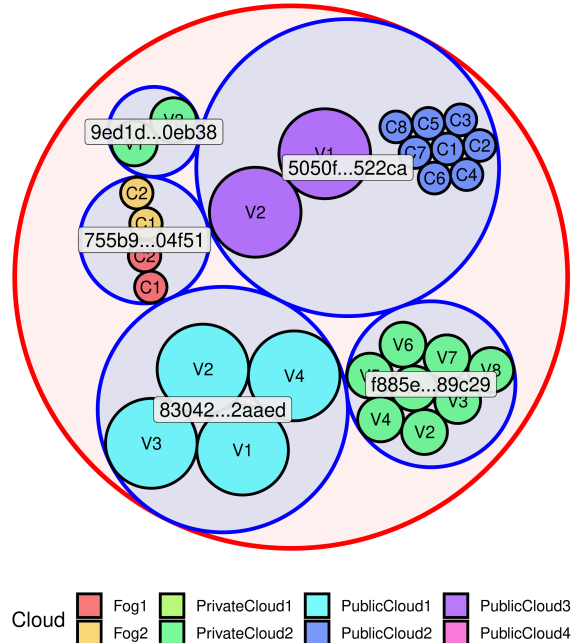 V2
9ed1d...0eb38
V1
C8
C5
C3
V1
C7
C1
C2
5050f...522ca
C6
C4
C2
V2
C1
755b9...04f51
C2
C1
V6
V7
V2
V4
V8
f885e...89c29
83042...2aaed
V3
V4
V2
V3
V1
Cloud
Fog1
PrivateCloud1
PublicCloud1
PublicCloud3
Fog2
PrivateCloud2
PublicCloud2
PublicCloud4